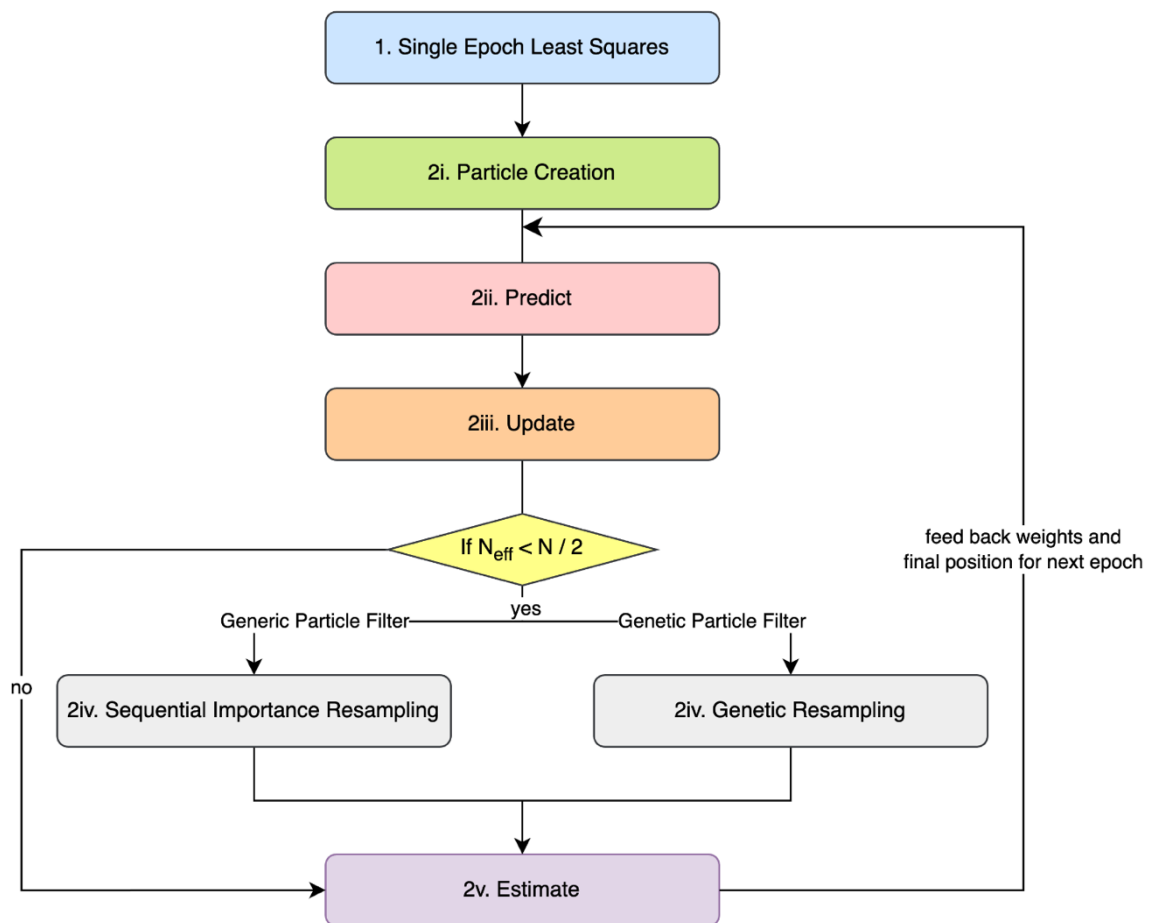 1. Single Epoch Least Squares
2i. Particle Creation
2ii. Predict
2iii. Update
If N_eff < N / 2
feed back weights and
final position for next epoch
yes
Generic Particle Filter
Genetic Particle Filter
no
2iv. Sequential Importance Resampling
2iv. Genetic Resampling
2v. Estimate